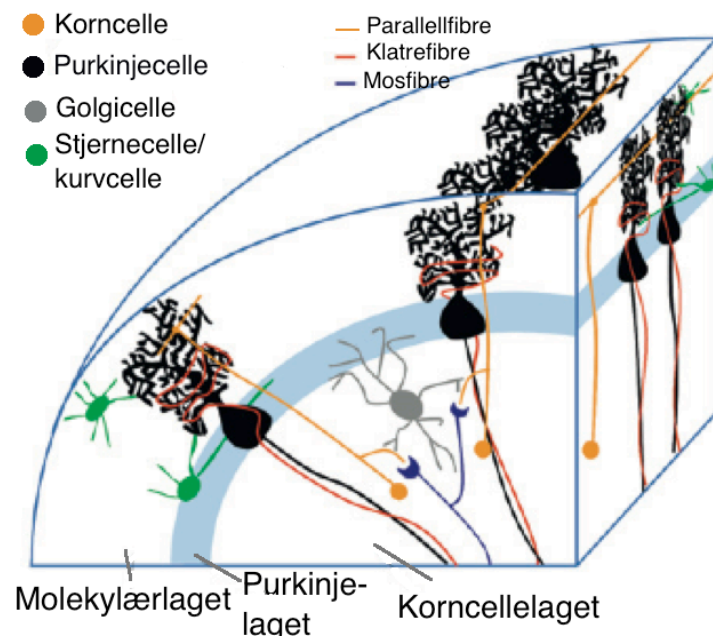 Korncelle
Purkinjecelle
Golgicelle
Stjernecelle/
kurvcelle
Parallellfibre
Klatrefibre
Mosfibre
Molekylærlaget
Purkinje-
laget
Korncellelaget